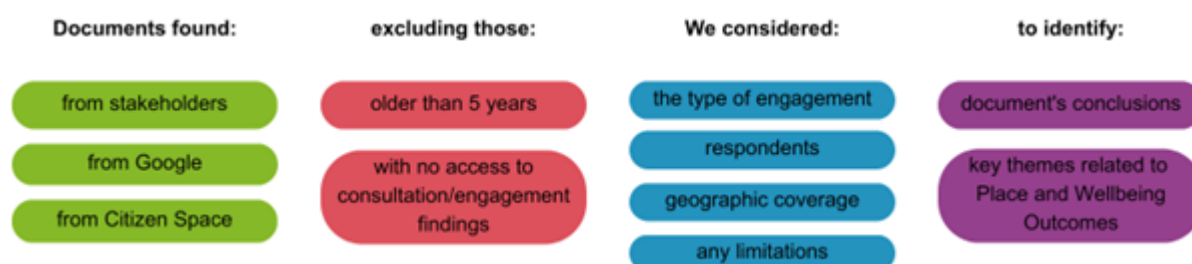 Documents found:
from stakeholders
from Google
from Citizen Space
excluding those:
older than 5 years
with no access to
consultation/engagement
findings
We considered:
the type of engagement
respondents
geographic coverage
any limitations
to identify:
document's conclusions
key themes related to
Place and Wellbeing
Outcomes